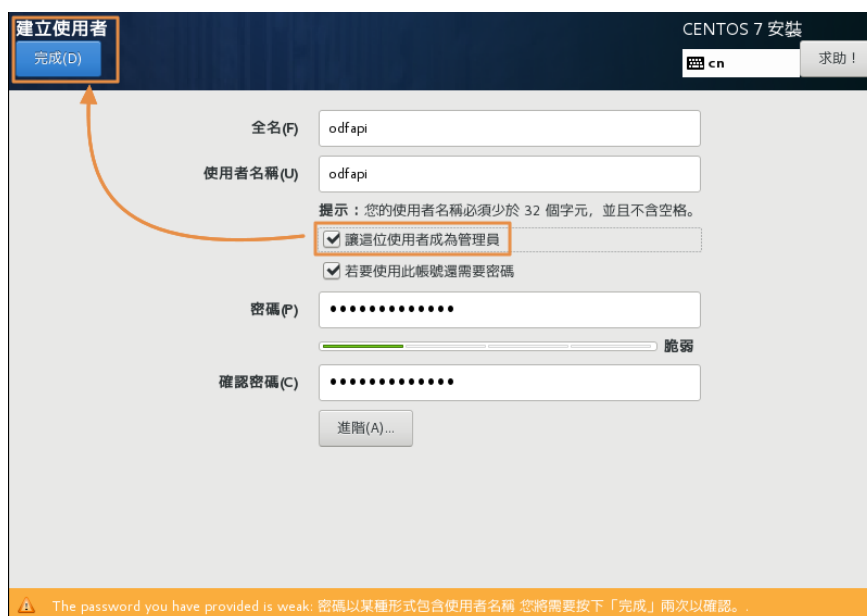 建立使用者
CENTOS 7 安裝
完成(D)
cn
求助！
全名(F)
odfapi
使用者名稱(U)
odfapi
提示：您的使用者名稱必須少於 32 個字元，並且不含空格。
讓這位使用者成為管理員
若要使用此帳號還需要密碼
密碼(P)
•••••••••••••
脆弱
確認密碼(C)
•••••••••••••
進階(A)...
The password you have provided is weak: 密碼以某種形式包含使用者名稱 您將需要按下「完成」兩次以確認。.